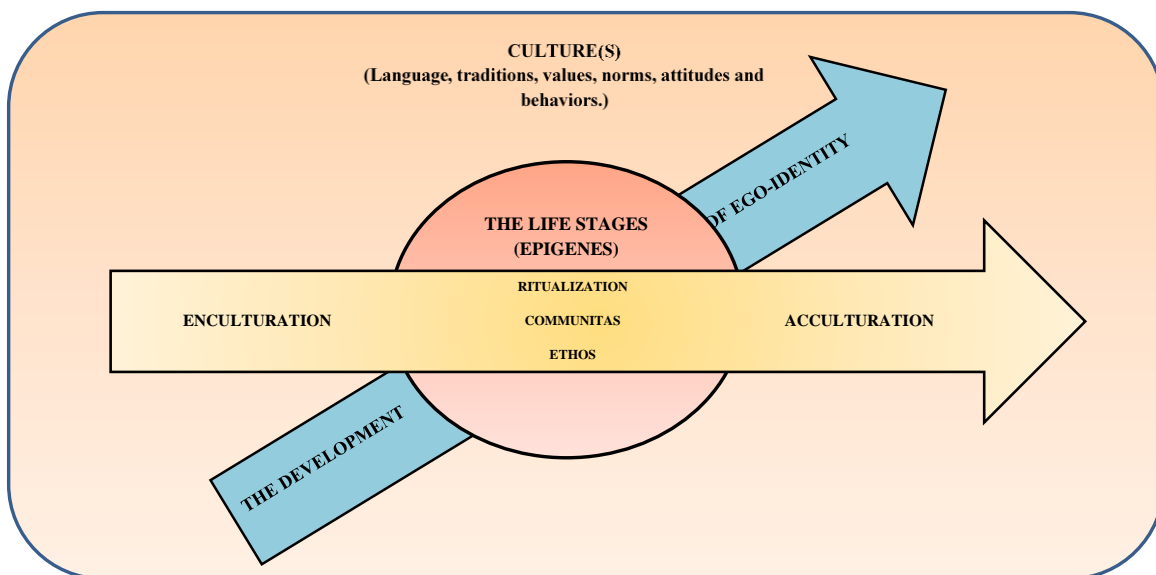 CULTURE(S)
(Language, traditions, values, norms, attitudes and
behaviors.)
OF EGO-IDENTITY
THE LIFE STAGES
(EPIGENES)
RITUALIZATION
ENCULTURATION
COMMUNITAS
ACCULTURATION
ETHOS
THE DEVELOPMENT